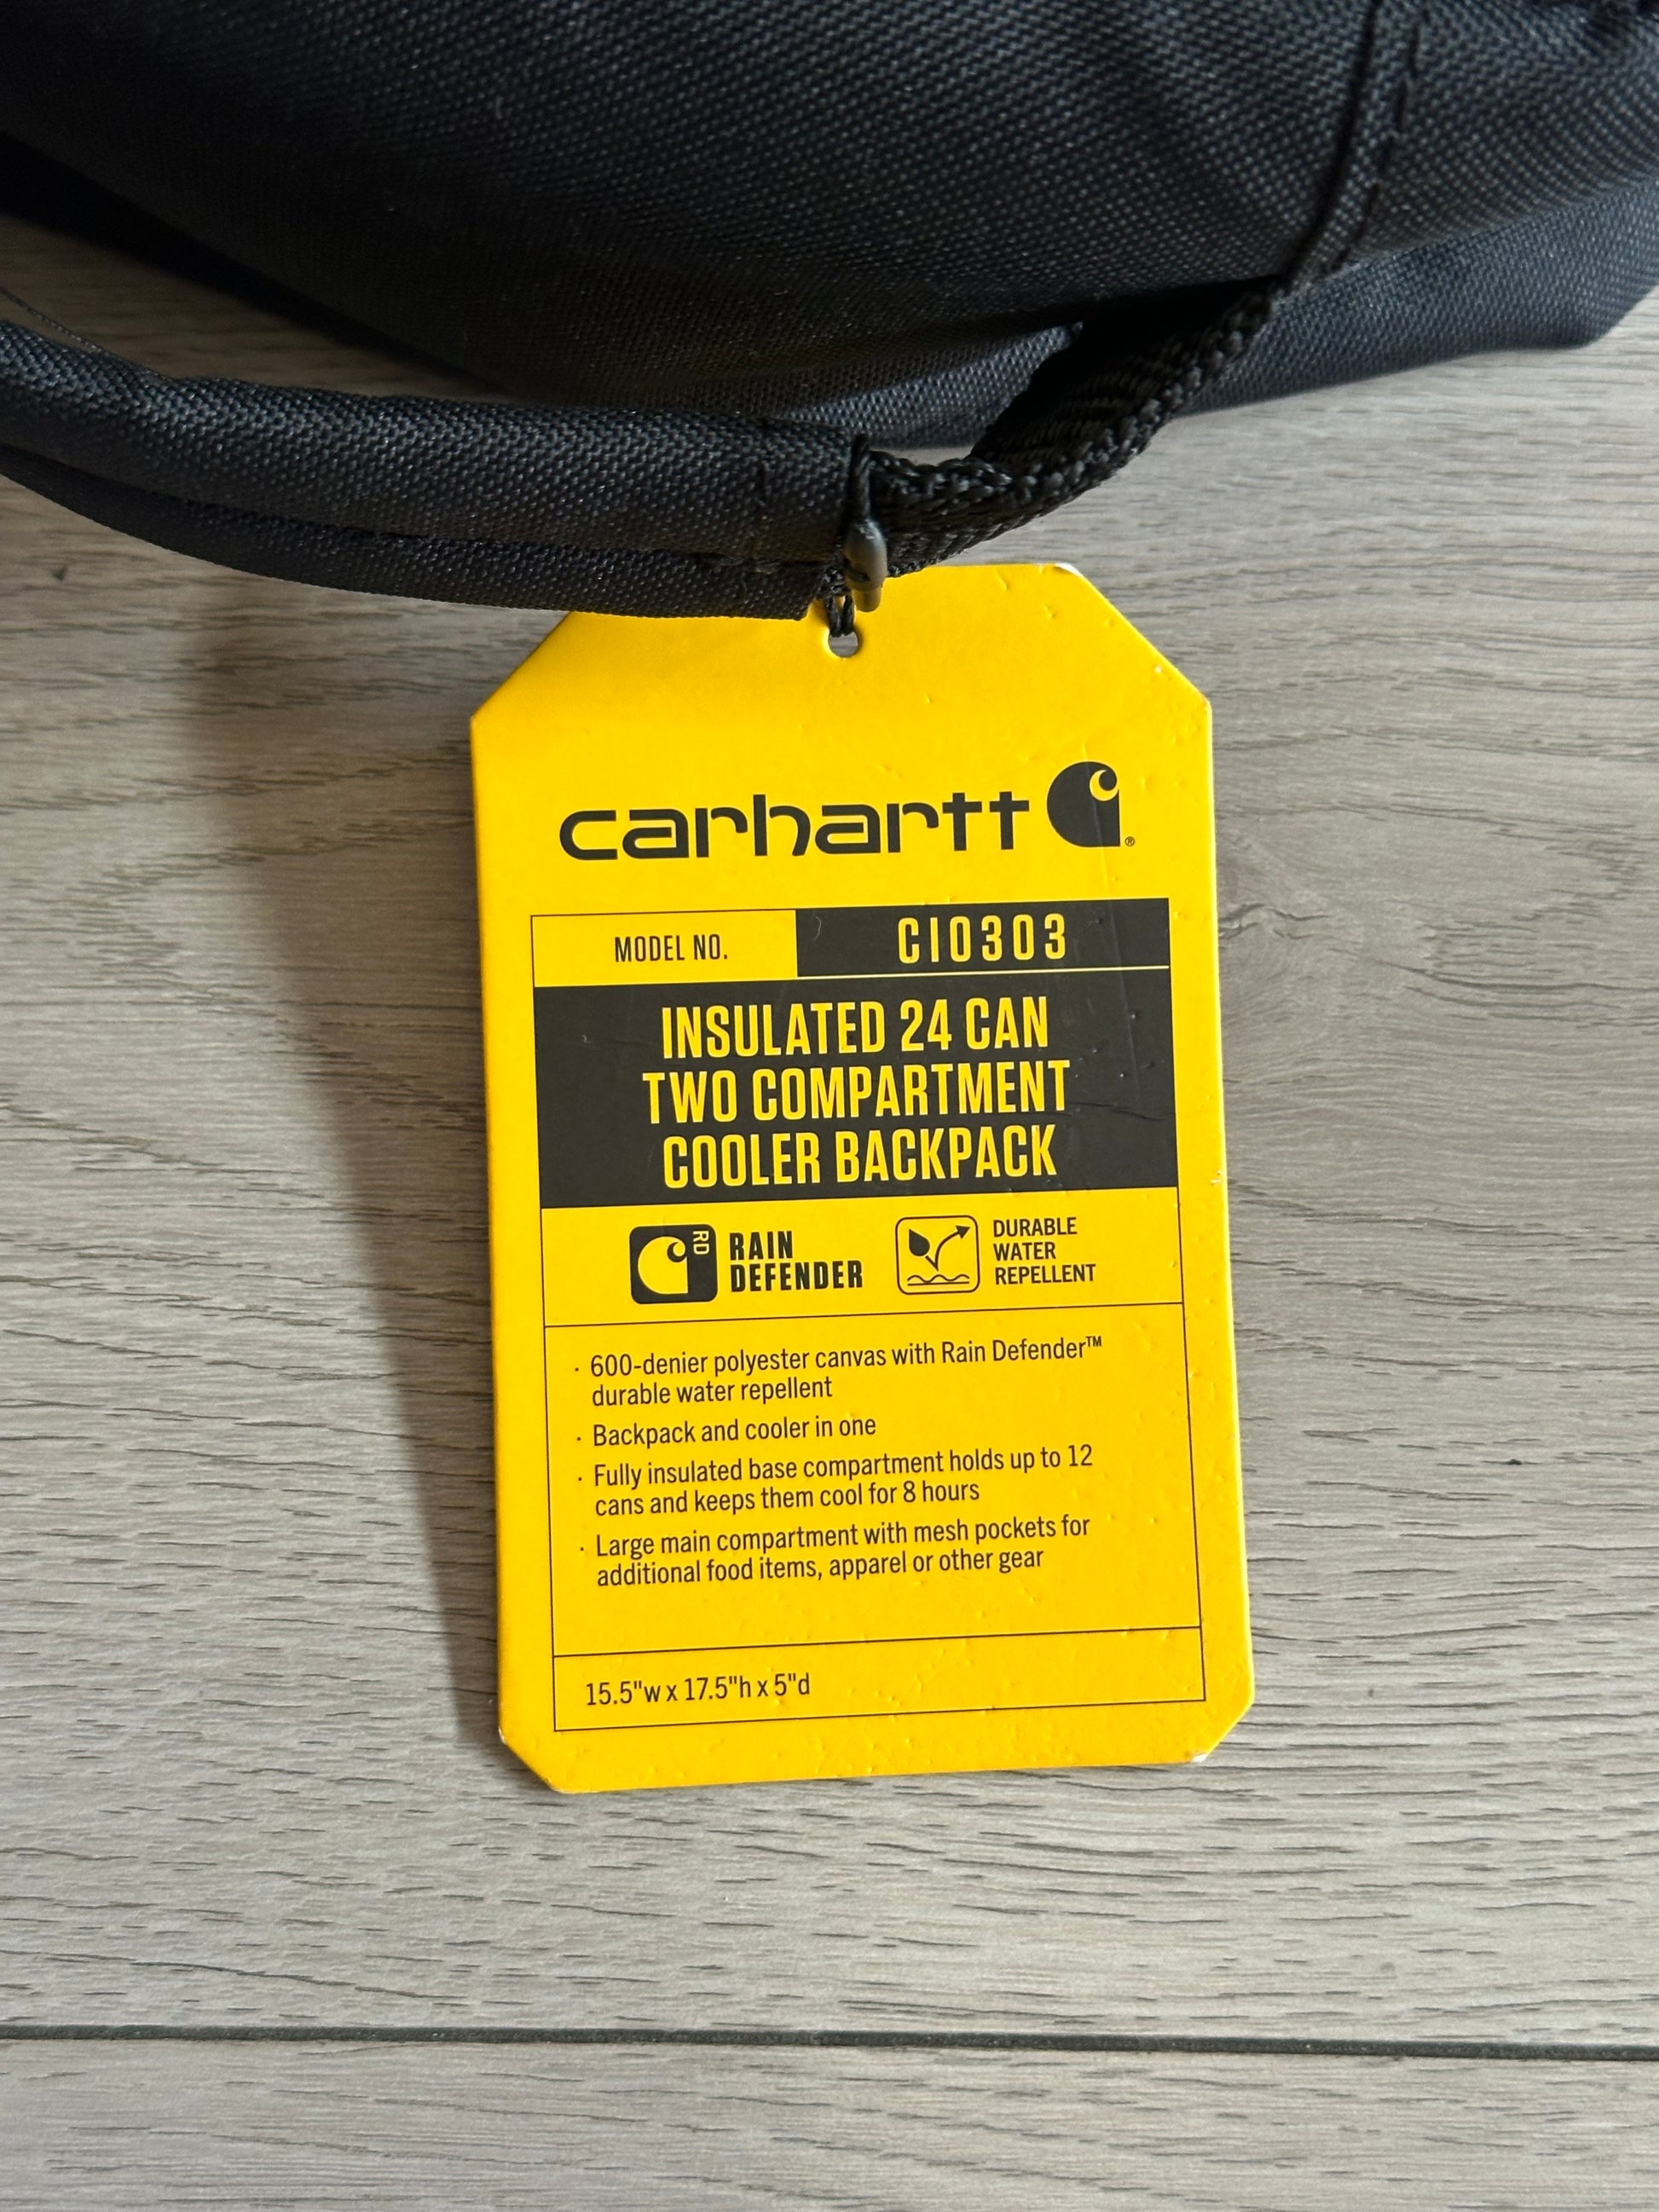 carhartt ®
MODEL NO. CI0303
INSULATED 24 CAN
TWO COMPARTMENT
COOLER BACKPACK
RD
RAIN
DEFENDER
DURABLE
WATER
REPELLENT
· 600-denier polyester canvas with Rain Defender™
durable water repellent
· Backpack and cooler in one
· Fully insulated base compartment holds up to 12
cans and keeps them cool for 8 hours
· Large main compartment with mesh pockets for
additional food items, apparel or other gear
15.5"w x 17.5"h x 5"d